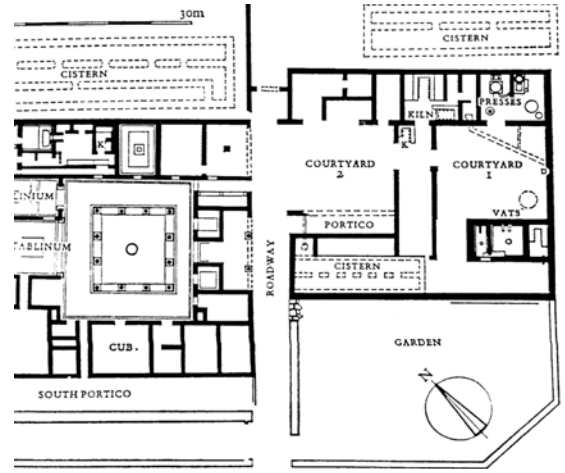 30m
CISTERN
CISTERN
KILNS
PRESSES
K
K
COURTYARD
2
COURTYARD
1
INIUM
TABLINUM
VATS
PORTICO
ROADWAY
CISTERN
CUB.
GARDEN
SOUTH PORTICO
N